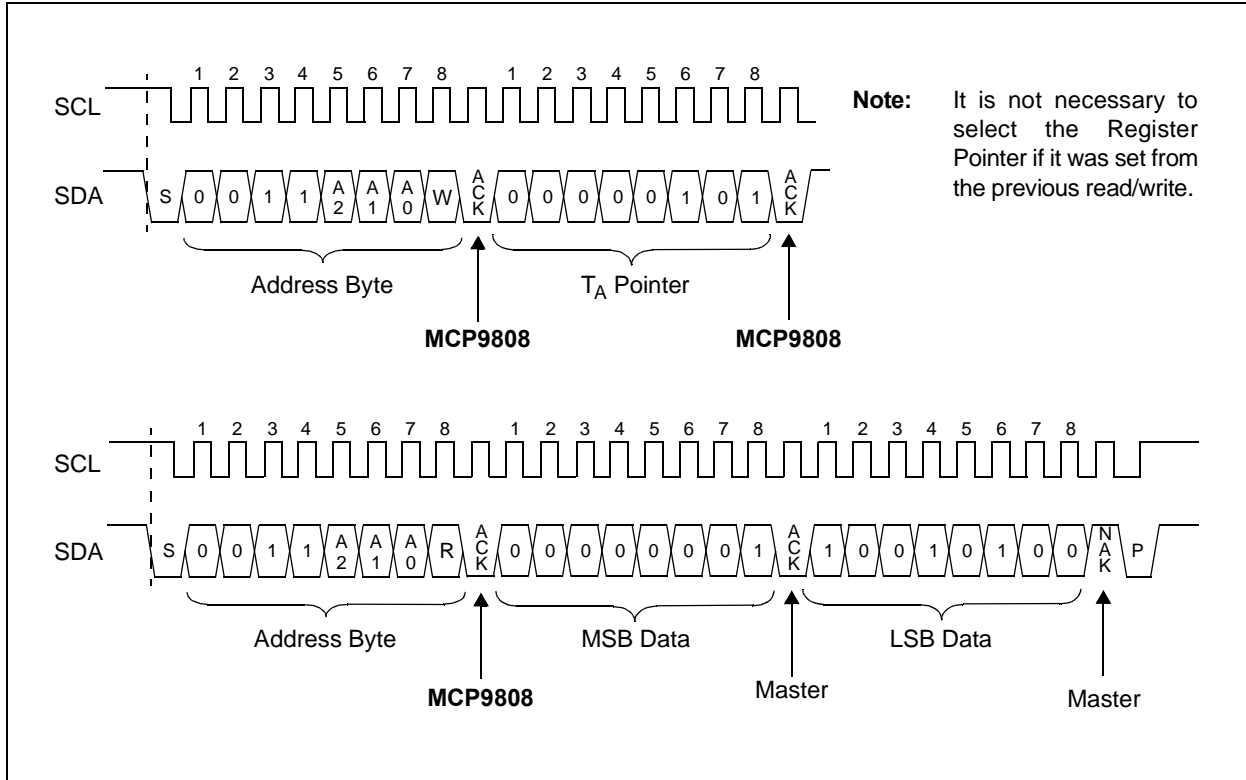 1 2 3 4 5 6 7 8 1 2 3 4 5 6 7 8
SCL
SDA S 0 0 1 1 A2 A1 A0 W ACK 0 0 0 0 0 1 0 1 ACK
Address Byte TA Pointer
MCP9808 MCP9808
Note: It is not necessary to
select the Register
Pointer if it was set from
the previous read/write.
1 2 3 4 5 6 7 8 1 2 3 4 5 6 7 8 1 2 3 4 5 6 7 8
SCL
SDA S 0 0 1 1 A2 A1 A0 R ACK 0 0 0 0 0 0 0 1 ACK 1 0 0 1 0 1 0 0 NAK P
Address Byte MSB Data LSB Data
MCP9808 Master Master